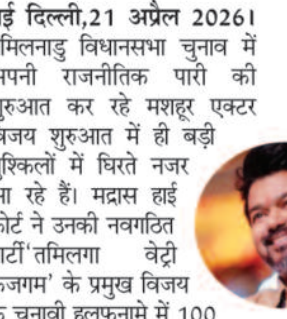 नई दिल्ली,21 अप्रैल 2026।
तमिलनाडु विधानसभा चुनाव में
अपनी राजनीतिक पारी की
शुरुआत कर रहे मशहूर एक्टर
विजय शुरुआत में ही बड़ी
मुश्किलों में घिरते नजर
आ रहे हैं। मद्रास हाई
कोर्ट ने उनकी नवगठित
पार्टी 'तमिलगा वेट्री
कजगम' के प्रमुख विजय
के चुनावी हलफनामे में 100